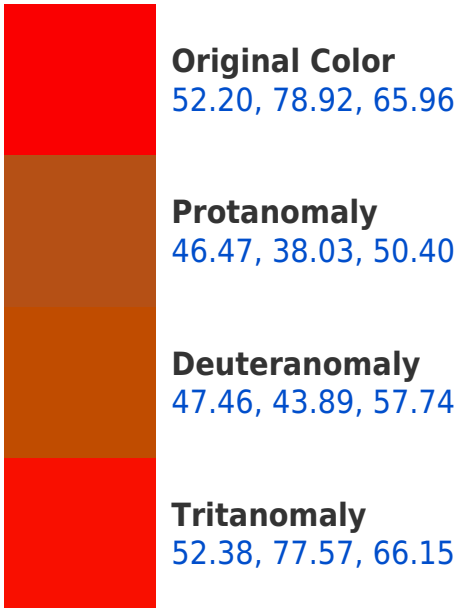 Original Color
52.20, 78.92, 65.96
Protanomaly
46.47, 38.03, 50.40
Deuteranomaly
47.46, 43.89, 57.74
Tritanomaly
52.38, 77.57, 66.15